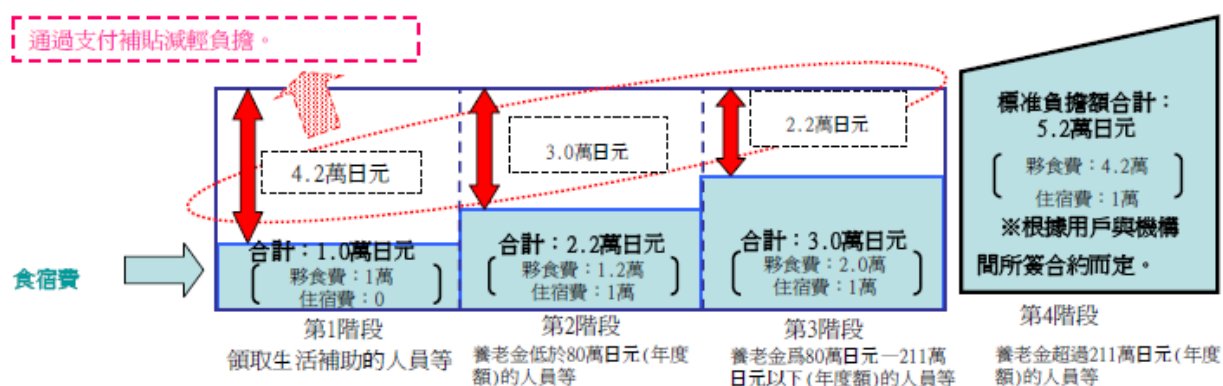 通過支付補貼減輕負擔。
4.2萬日元
3.0萬日元
2.2萬日元
標准負擔額合計：
5.2萬日元
夥食費：4.2萬
住宿費：1萬
※根據用戶與機構
間所簽合約而定。
食宿費
合計：1.0萬日元
夥食費：1萬
住宿費：0
合計：2.2萬日元
夥食費：1.2萬
住宿費：1萬
合計：3.0萬日元
夥食費：2.0萬
住宿費：1萬
第1階段
領取生活補助的人員等
第2階段
養老金低於80萬日元(年度
額)的人員等
第3階段
養老金爲80萬日元—211萬
日元以下(年度額)的人員等
第4階段
養老金超過211萬日元(年度
額)的人員等